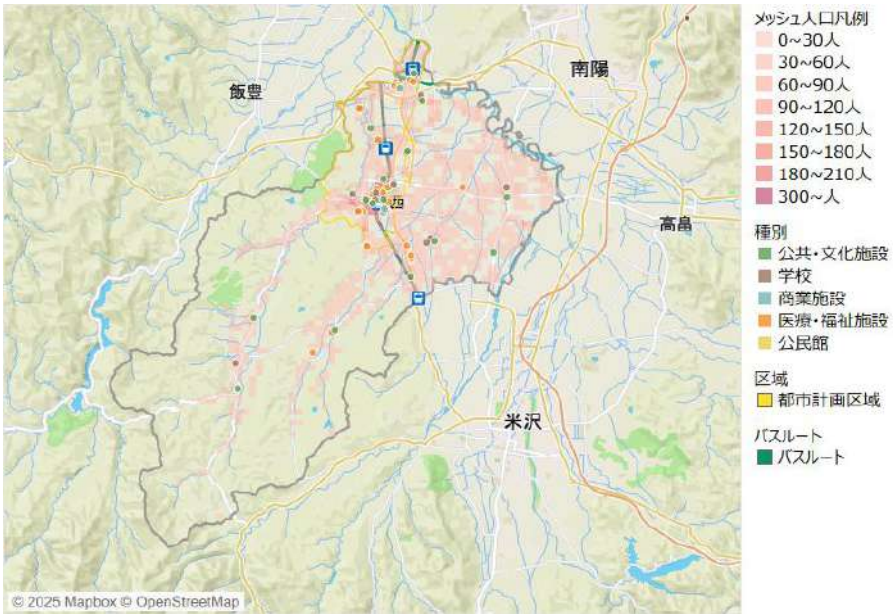 メッシュ人口凡例
0~30人
30~60人
60~90人
90~120人
120~150人
150~180人
180~210人
300~人
種別
公共・文化施設
学校
商業施設
医療・福祉施設
公民館
区域
都市計画区域
バスルート
バスルート
飯豊
南陽
高畠
米沢
© 2025 Mapbox © OpenStreetMap